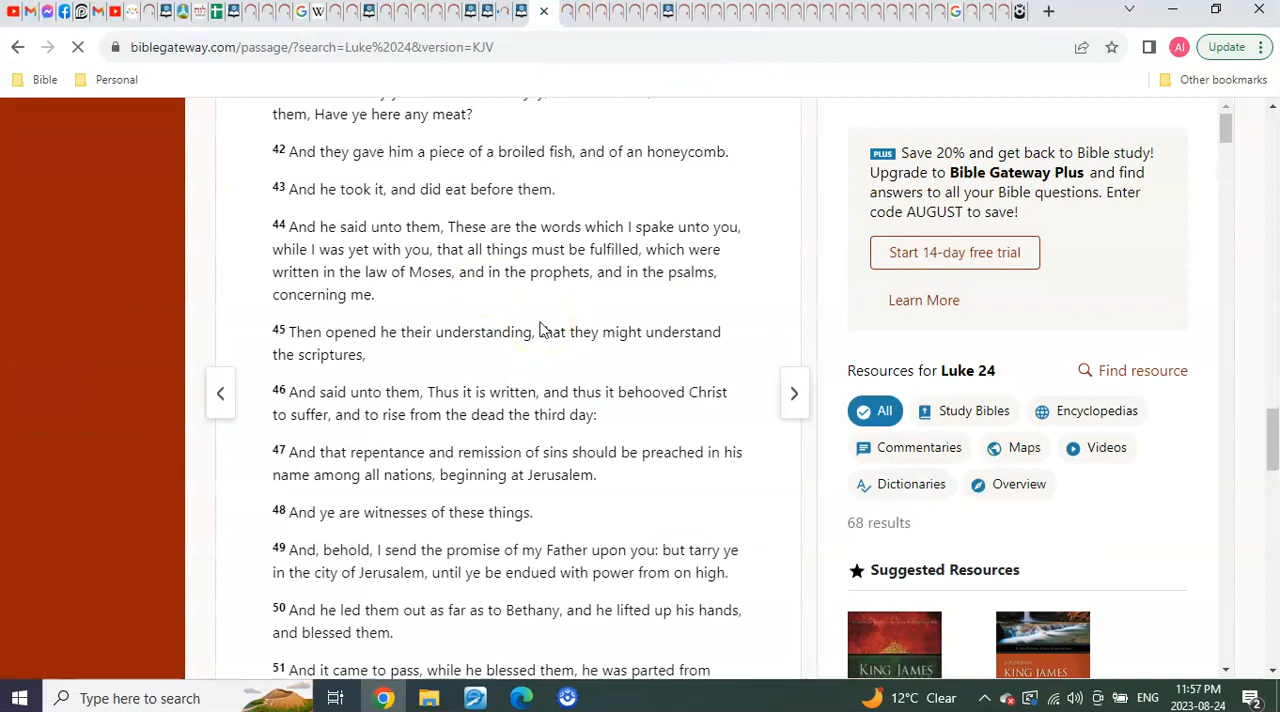 biblegateway.com/passage/?search=Luke%2024&version=KJV
AI
Update
Bible
Personal
Other bookmarks
them, Have ye here any meat?
42 And they gave him a piece of a broiled fish, and of an honeycomb.
43 And he took it, and did eat before them.
44 And he said unto them, These are the words which I spake unto you,
while I was yet with you, that all things must be fulfilled, which were
written in the law of Moses, and in the prophets, and in the psalms,
concerning me.
45 Then opened he their understanding, that they might understand
the scriptures,
46 And said unto them, Thus it is written, and thus it behooved Christ
to suffer, and to rise from the dead the third day:
47 And that repentance and remission of sins should be preached in his
name among all nations, beginning at Jerusalem.
48 And ye are witnesses of these things.
49 And, behold, I send the promise of my Father upon you: but tarry ye
in the city of Jerusalem, until ye be endued with power from on high.
50 And he led them out as far as to Bethany, and he lifted up his hands,
and blessed them.
51 And it came to pass, while he blessed them, he was parted from
PLUS Save 20% and get back to Bible study!
Upgrade to Bible Gateway Plus and find
answers to all your Bible questions. Enter
code AUGUST to save!
Start 14-day free trial
Learn More
Resources for Luke 24
Find resource
All
Study Bibles
Encyclopedias
Commentaries
Maps
Videos
Dictionaries
Overview
68 results
Suggested Resources
KING JAMES
KING JAMES
Type here to search
12°C Clear
ENG
11:57 PM
2023-08-24
2